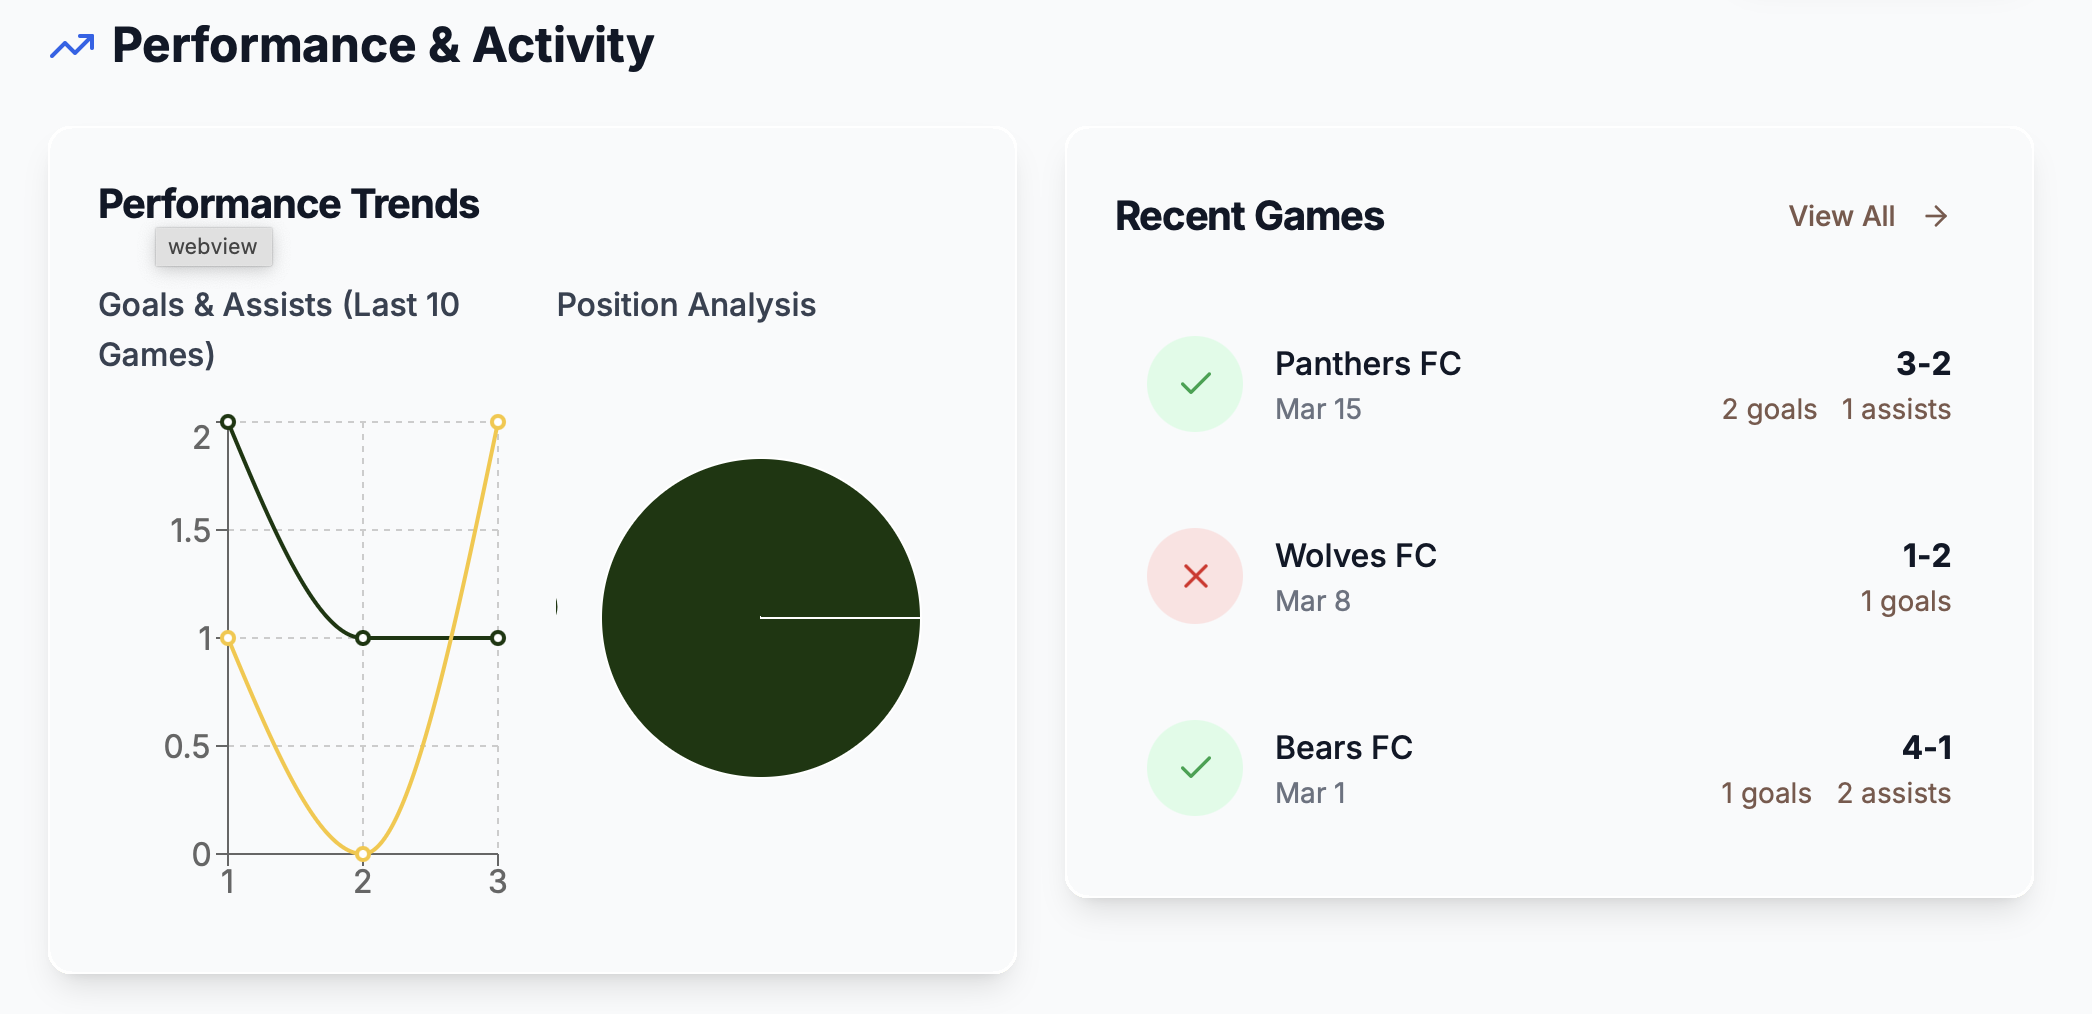 Performance & Activity
Performance Trends
webview
Goals & Assists (Last 10
Games)
2
1.5
1
0.5
0
1
2
3
Position Analysis
Recent Games
View All
Panthers FC
3-2
Mar 15
2 goals
1 assists
Wolves FC
1-2
Mar 8
1 goals
Bears FC
4-1
Mar 1
1 goals
2 assists